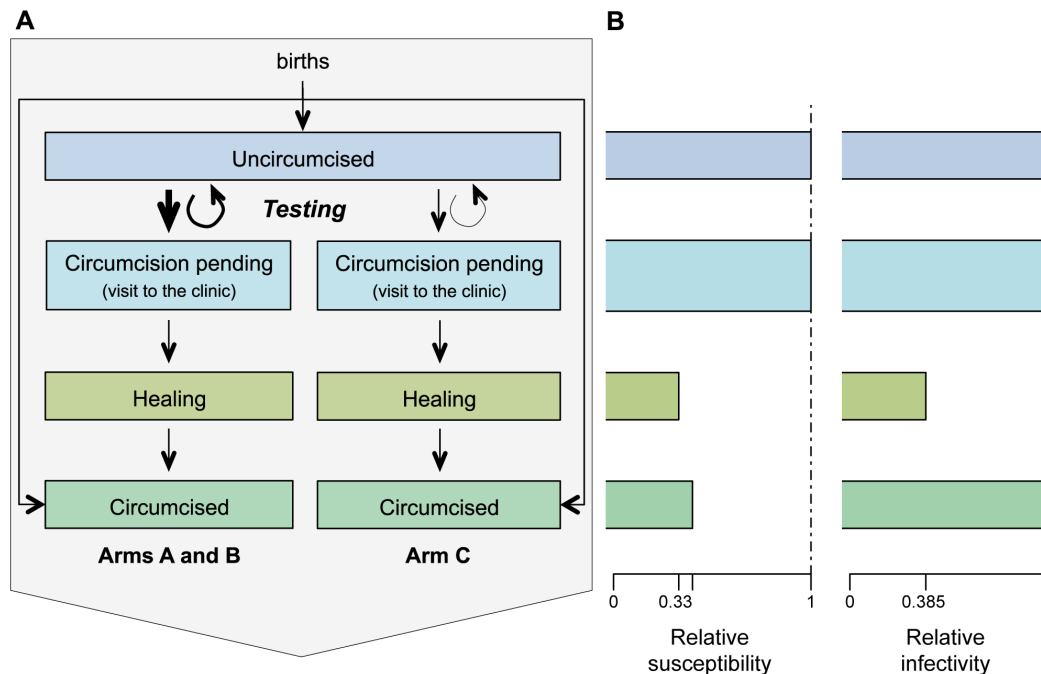 A
births
Uncircumcised
Testing
Circumcision pending
(visit to the clinic)
Circumcision pending
(visit to the clinic)
Healing
Healing
Circumcised
Circumcised
Arms A and B
Arm C
B
0
0.33
1
Relative
susceptibility
0
0.385
Relative
infectivity